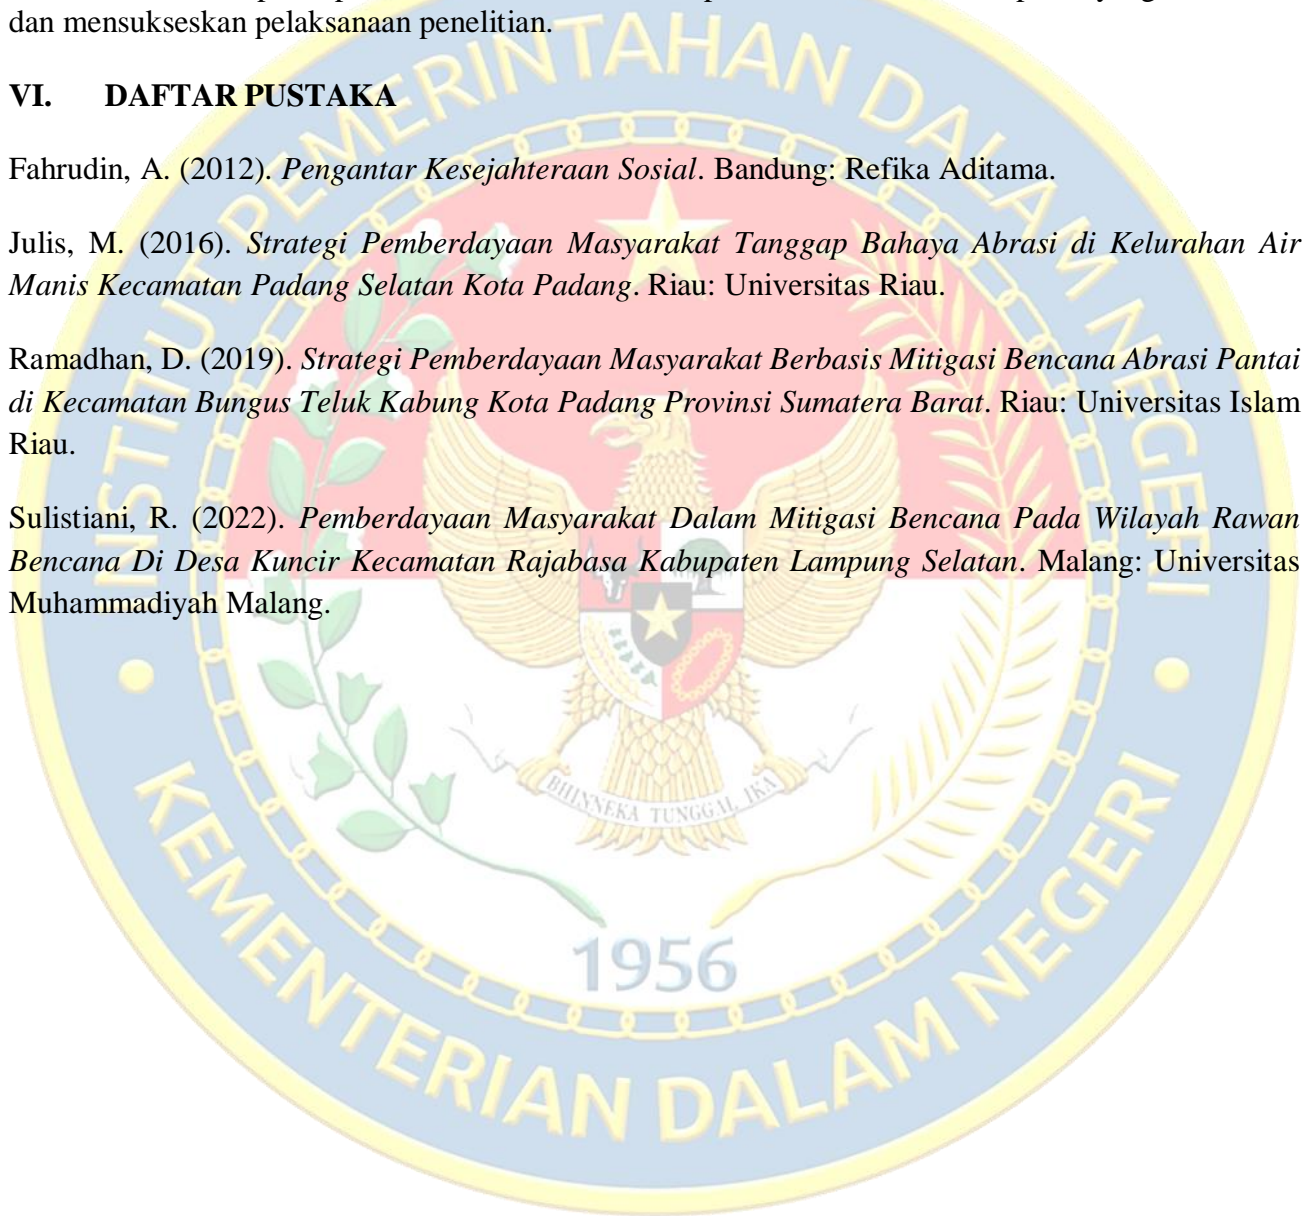 dan mensukseskan pelaksanaan penelitian.
VI. DAFTAR PUSTAKA
Fahrudin, A. (2012). Pengantar Kesejahteraan Sosial. Bandung: Refika Aditama.
Julis, M. (2016). Strategi Pemberdayaan Masyarakat Tanggap Bahaya Abrasi di Kelurahan Air
Manis Kecamatan Padang Selatan Kota Padang. Riau: Universitas Riau.
Ramadhan, D. (2019). Strategi Pemberdayaan Masyarakat Berbasis Mitigasi Bencana Abrasi Pantai
di Kecamatan Bungus Teluk Kabung Kota Padang Provinsi Sumatera Barat. Riau: Universitas Islam
Riau.
Sulistiani, R. (2022). Pemberdayaan Masyarakat Dalam Mitigasi Bencana Pada Wilayah Rawan
Bencana Di Desa Kuncir Kecamatan Rajabasa Kabupaten Lampung Selatan. Malang: Universitas
Muhammadiyah Malang.
INSTITUT PEMERINTAHAN DALAM NEGERI
BHINNEKA TUNGGAL IKA
1956
KEMENTERIAN DALAM NEGERI